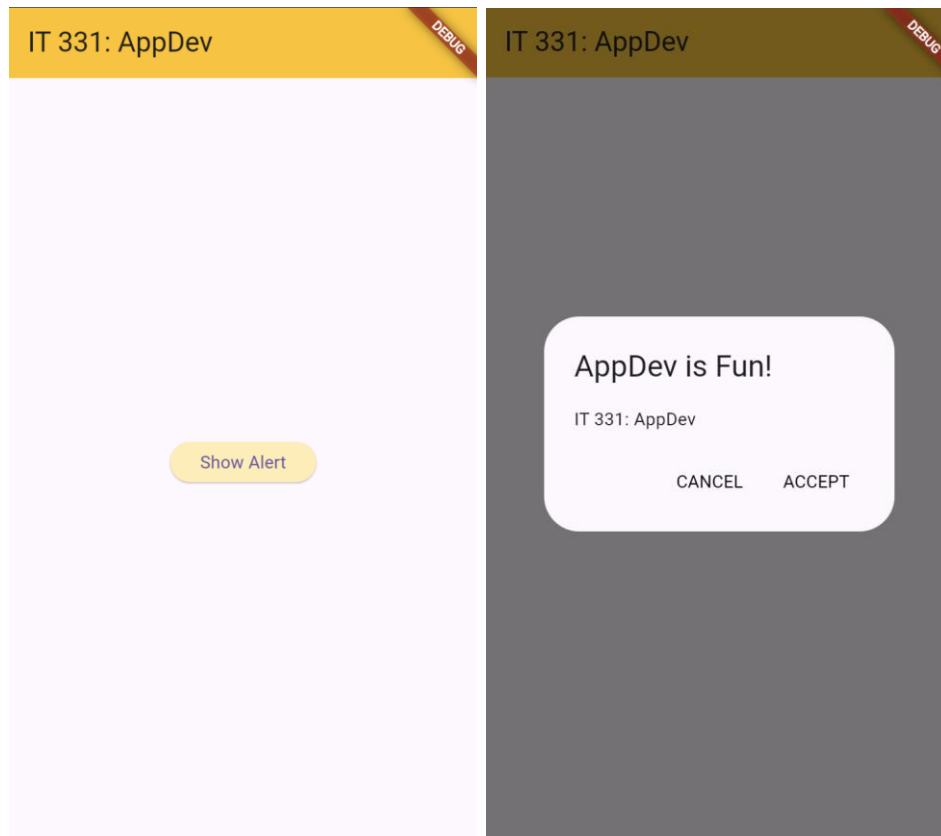 IT 331: AppDev
DEBUG
Show Alert
IT 331: AppDev
DEBUG
AppDev is Fun!
IT 331: AppDev
CANCEL ACCEPT